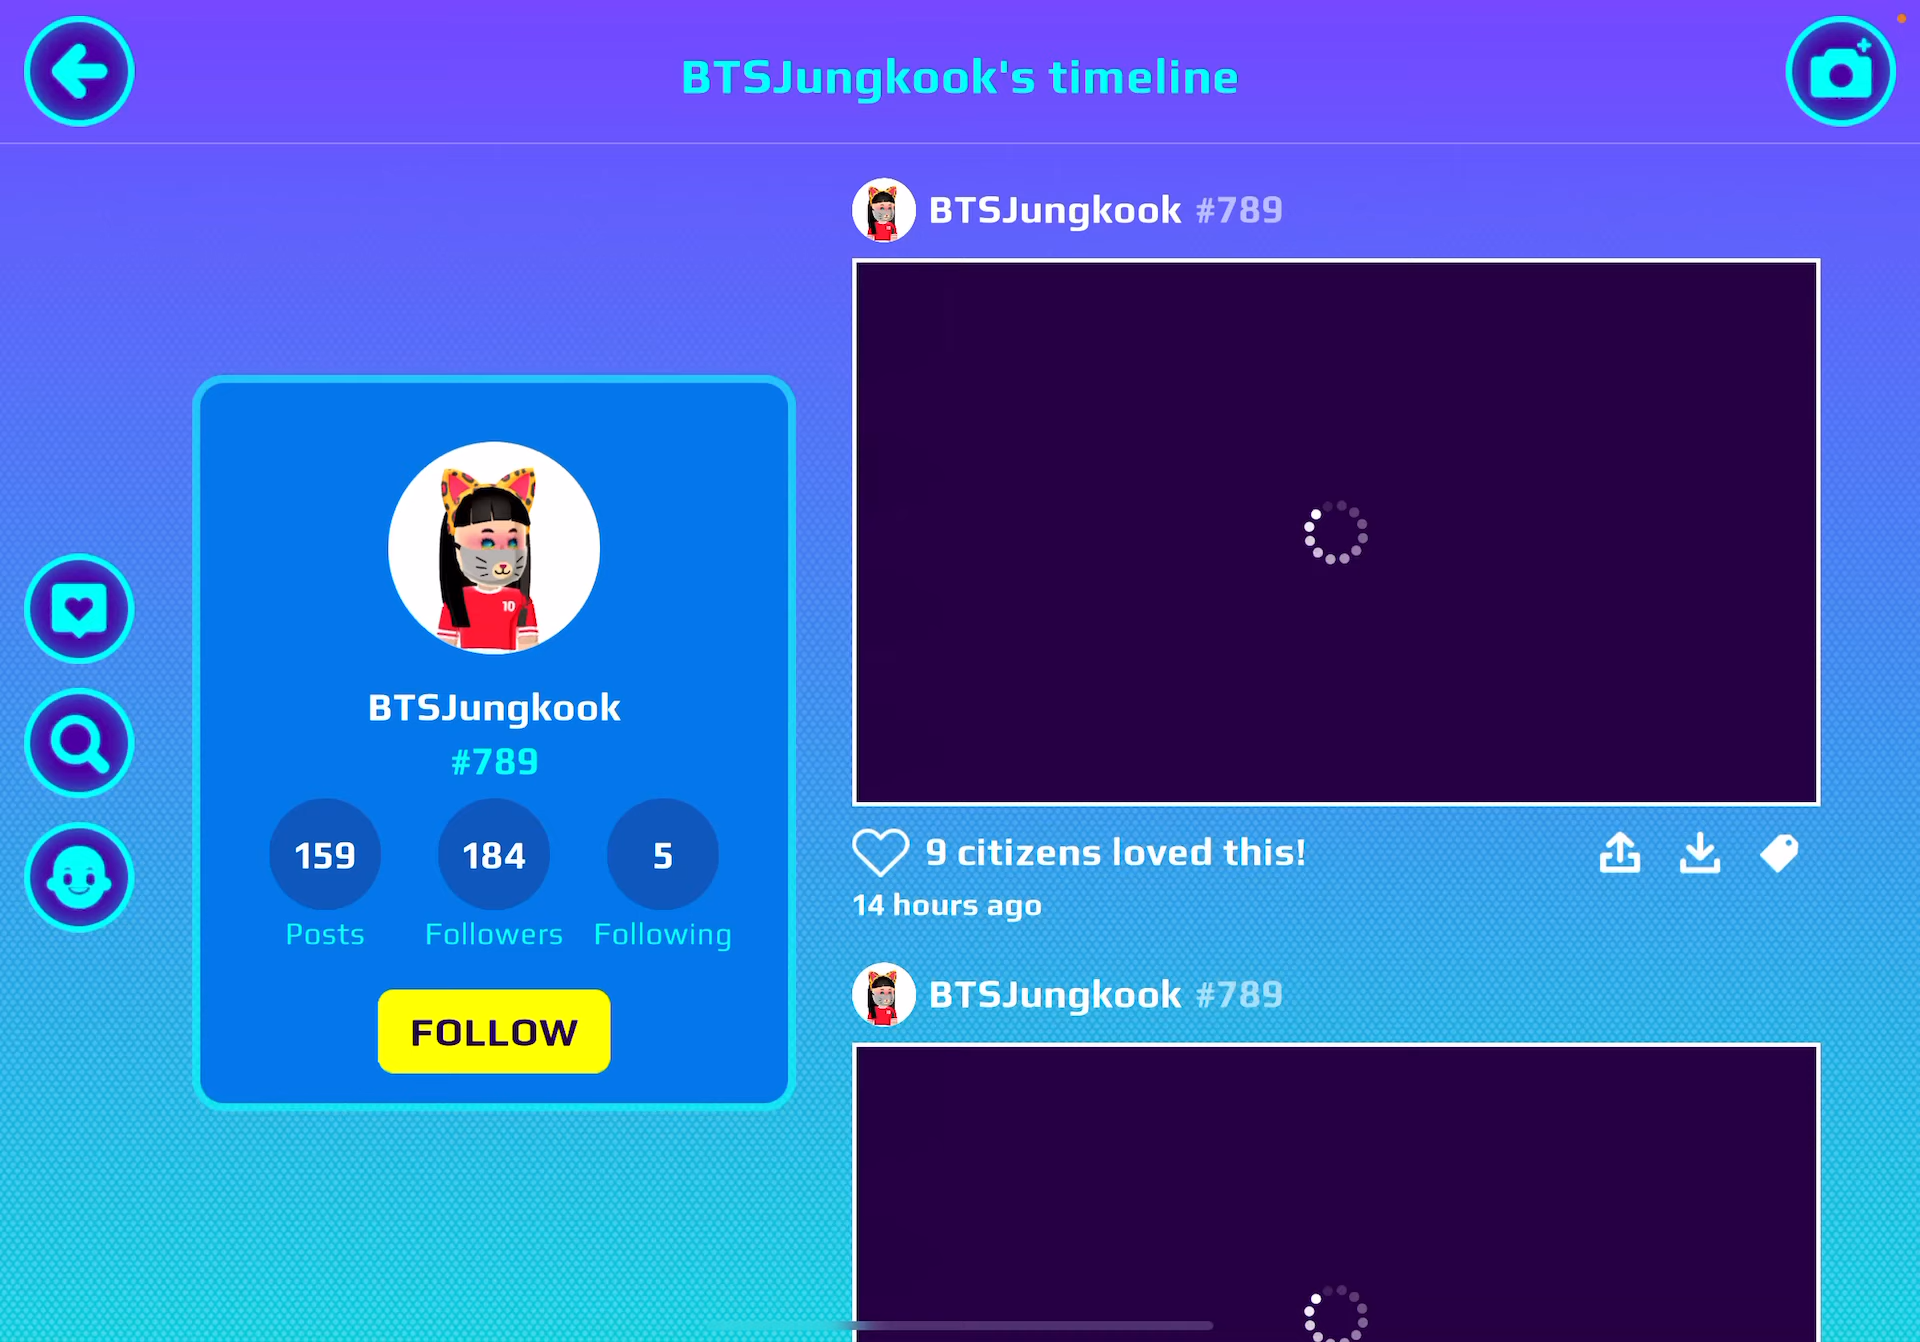 BTSJungkook's timeline
BTSJungkook #789
10
BTSJungkook
#789
159
184
5
Posts
Followers
Following
FOLLOW
9 citizens loved this!
14 hours ago
BTSJungkook #789